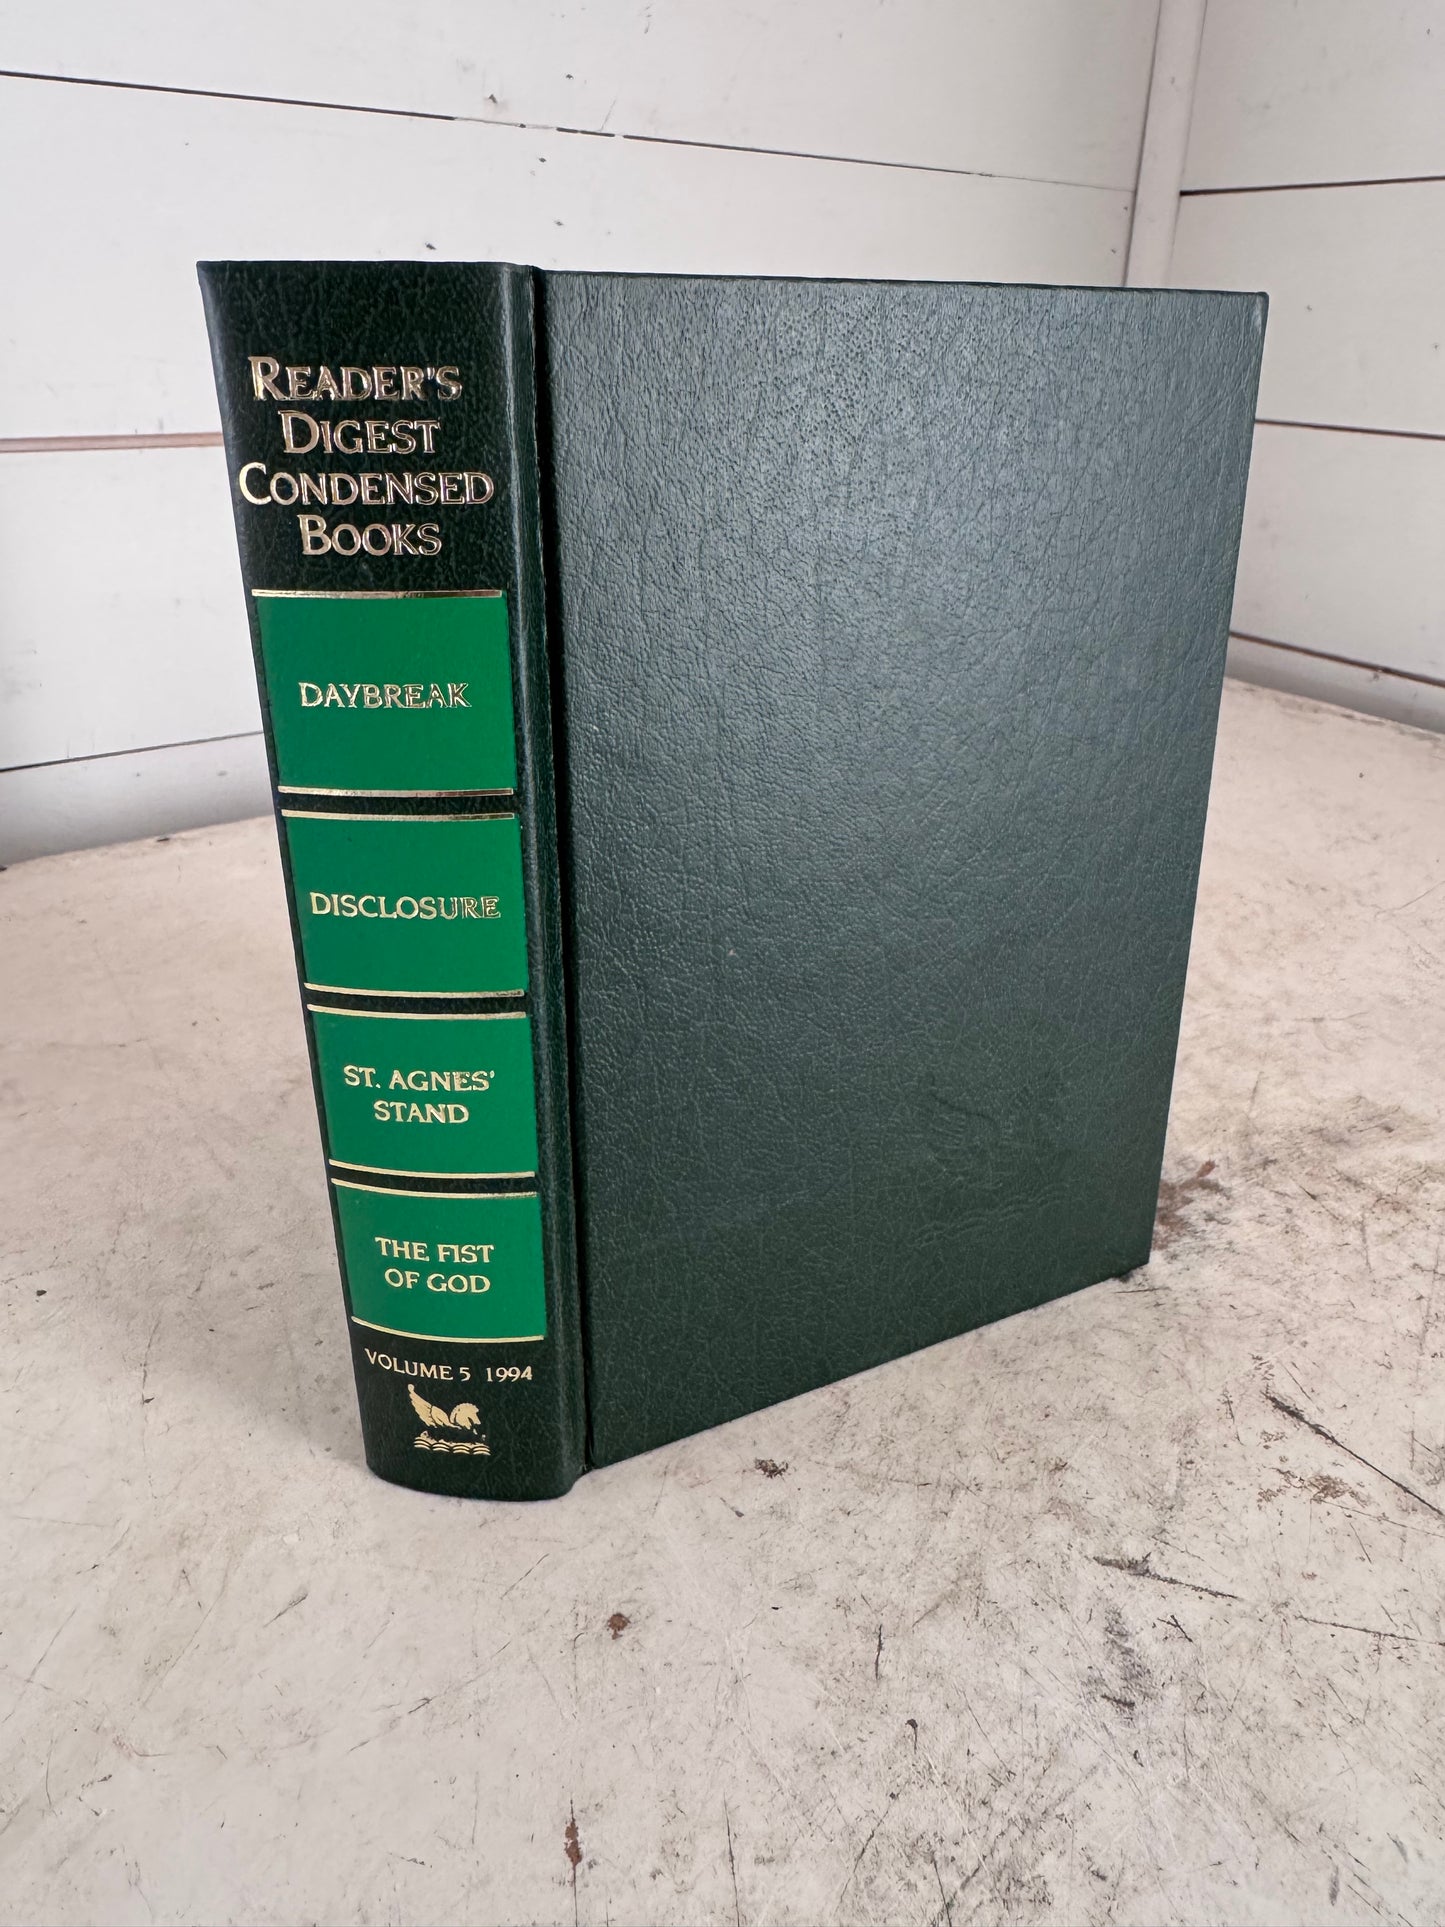 READER'S
DIGEST
CONDENSED
BOOKS
DAYBREAK
DISCLOSURE
ST. AGNES'
STAND
THE FIST
OF GOD
VOLUME 5 1994